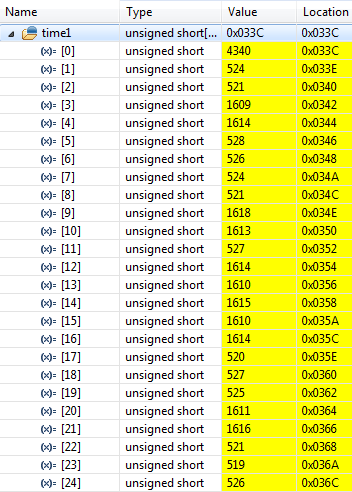 Name Type Value Location
time1 unsigned short[... 0x033C 0x033C
(x)= [0] unsigned short 4340 0x033C
(x)= [1] unsigned short 524 0x033E
(x)= [2] unsigned short 521 0x0340
(x)= [3] unsigned short 1609 0x0342
(x)= [4] unsigned short 1614 0x0344
(x)= [5] unsigned short 528 0x0346
(x)= [6] unsigned short 526 0x0348
(x)= [7] unsigned short 524 0x034A
(x)= [8] unsigned short 521 0x034C
(x)= [9] unsigned short 1618 0x034E
(x)= [10] unsigned short 1613 0x0350
(x)= [11] unsigned short 527 0x0352
(x)= [12] unsigned short 1614 0x0354
(x)= [13] unsigned short 1610 0x0356
(x)= [14] unsigned short 1615 0x0358
(x)= [15] unsigned short 1610 0x035A
(x)= [16] unsigned short 1614 0x035C
(x)= [17] unsigned short 520 0x035E
(x)= [18] unsigned short 527 0x0360
(x)= [19] unsigned short 525 0x0362
(x)= [20] unsigned short 1611 0x0364
(x)= [21] unsigned short 1616 0x0366
(x)= [22] unsigned short 521 0x0368
(x)= [23] unsigned short 519 0x036A
(x)= [24] unsigned short 526 0x036C